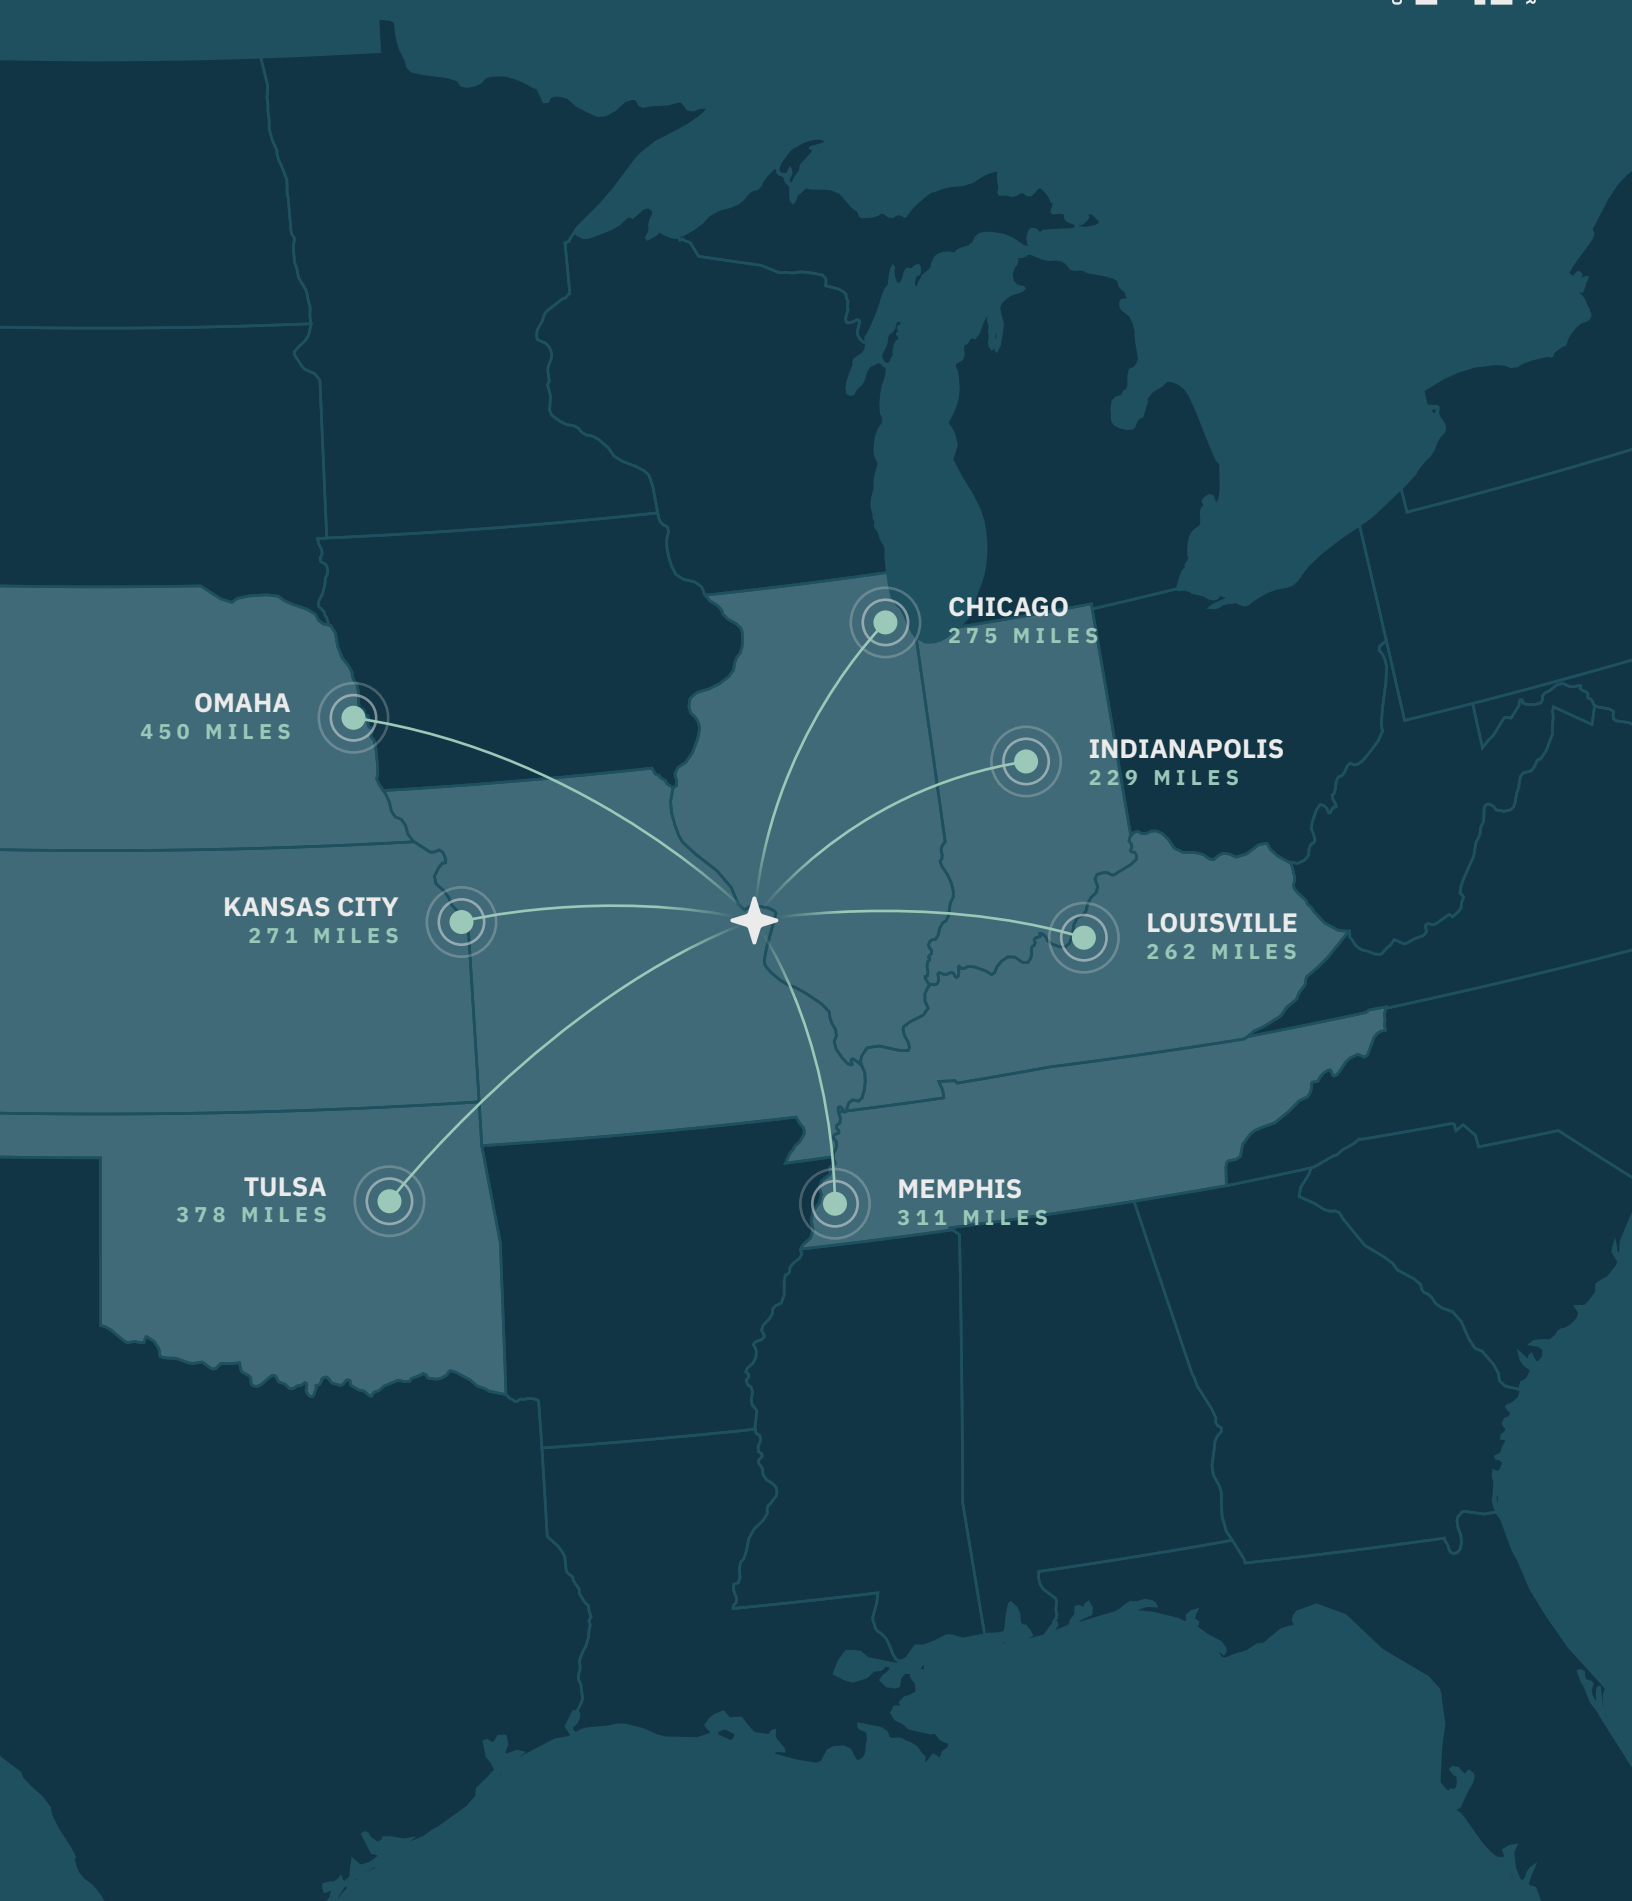 CHICAGO
275 MILES
OMAHA
450 MILES
INDIANAPOLIS
229 MILES
KANSAS CITY
271 MILES
LOUISVILLE
262 MILES
TULSA
378 MILES
MEMPHIS
311 MILES